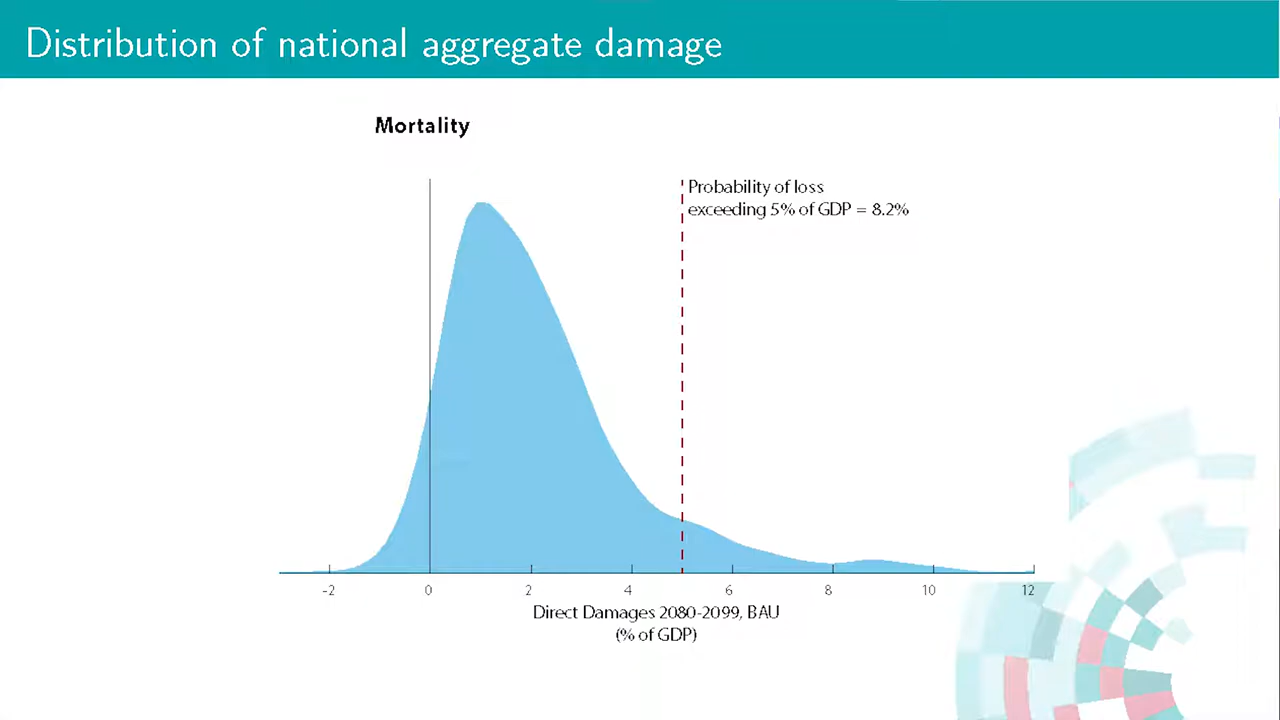 Distribution of national aggregate damage
Mortality
Probability of loss
exceeding 5% of GDP = 8.2%
-2 0 2 4 6 8 10 12
Direct Damages 2080-2099, BAU
(% of GDP)